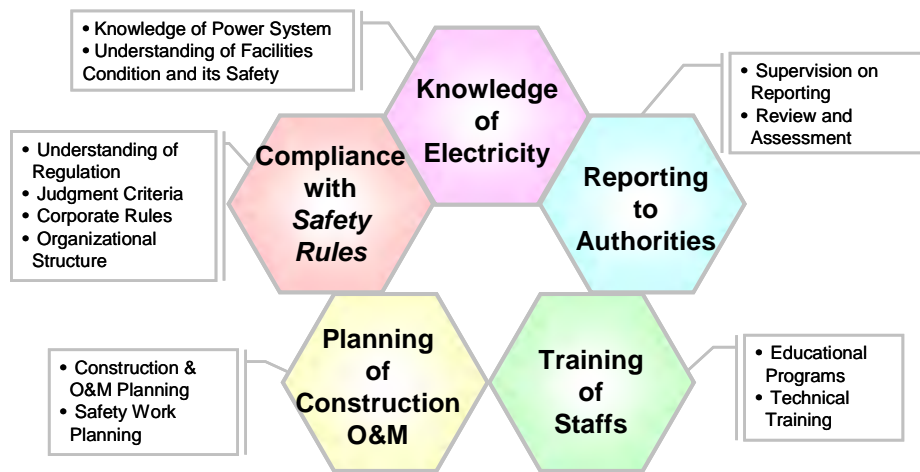 • Knowledge of Power System
• Understanding of Facilities
Condition and its Safety
Knowledge
of
Electricity
• Supervision on
Reporting
• Review and
Assessment
• Understanding of
Regulation
• Judgment Criteria
• Corporate Rules
• Organizational
Structure
Compliance
with
Safety
Rules
Reporting
to
Authorities
Planning
of
Construction
O&M
Training
of
Staffs
• Construction &
O&M Planning
• Safety Work
Planning
• Educational
Programs
• Technical
Training